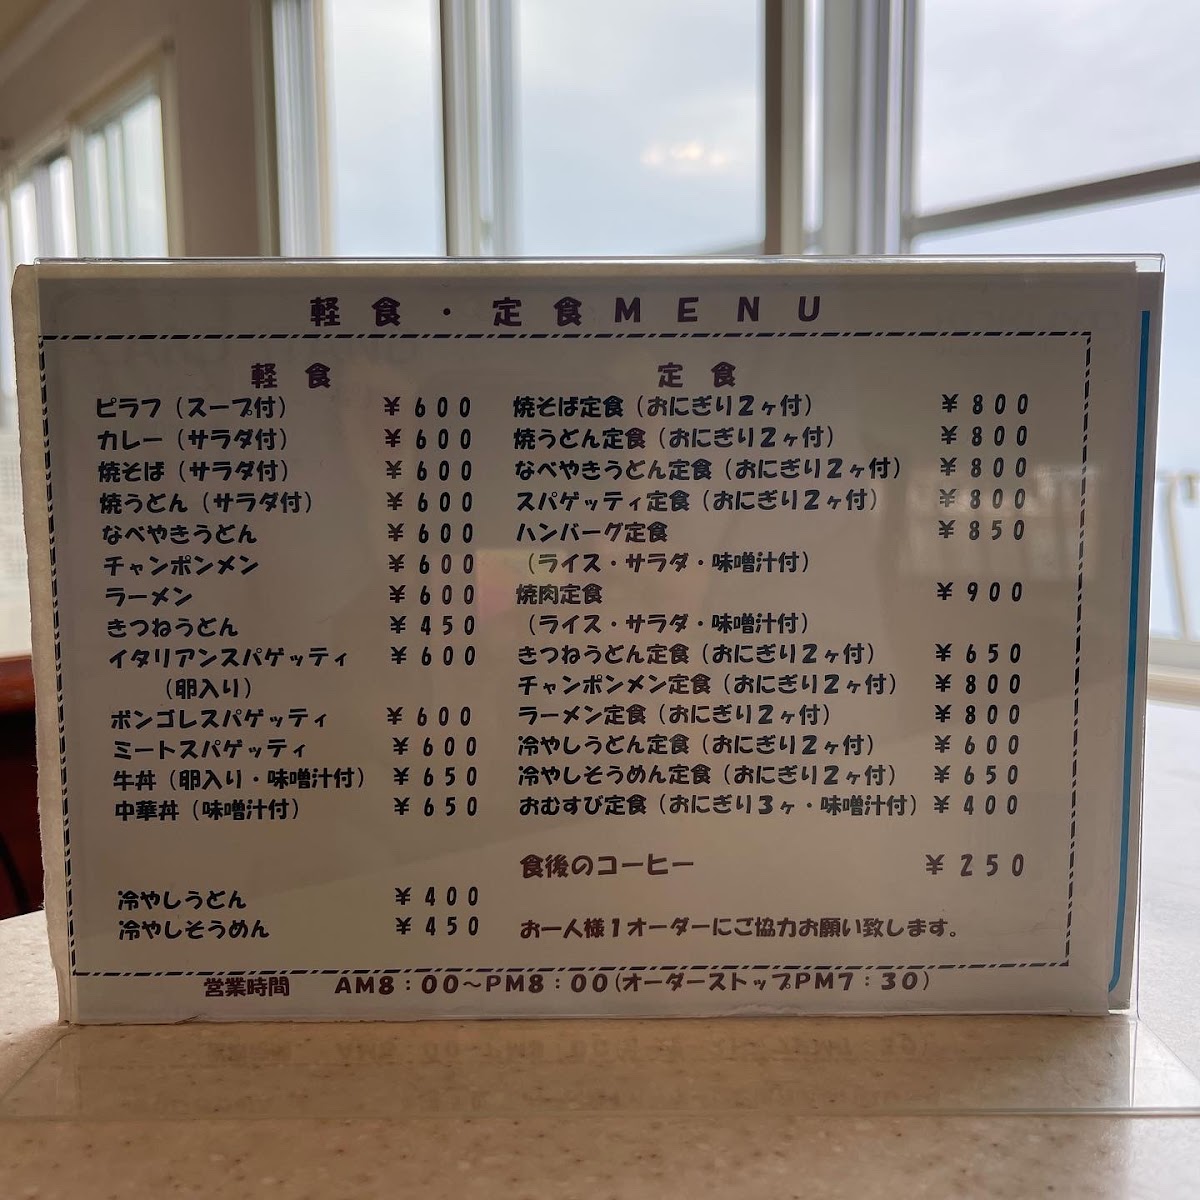 軽食・定食MENU
軽食
ピラフ（スープ付） ￥600
カレー（サラダ付） ￥600
焼そば（サラダ付） ￥600
焼うどん（サラダ付） ￥600
なべやきうどん ￥600
チャンポンメン ￥600
ラーメン ￥600
きつねうどん ￥450
イタリアンスパゲッティ ￥600
（卵入り）
ボンゴレスパゲッティ ￥600
ミートスパゲッティ ￥600
牛丼（卵入り・味噌汁付） ￥650
中華丼（味噌汁付） ￥650
冷やしうどん ￥400
冷やしそうめん ￥450
定食
焼そば定食（おにぎり2ヶ付） ￥800
焼うどん定食（おにぎり2ヶ付） ￥800
なべやきうどん定食（おにぎり2ヶ付） ￥800
スパゲッティ定食（おにぎり2ヶ付） ￥800
ハンバーグ定食 ￥850
（ライス・サラダ・味噌汁付）
焼肉定食 ￥900
（ライス・サラダ・味噌汁付）
きつねうどん定食（おにぎり2ヶ付） ￥650
チャンポンメン定食（おにぎり2ヶ付） ￥800
ラーメン定食（おにぎり2ヶ付） ￥800
冷やしうどん定食（おにぎり2ヶ付） ￥600
冷やしそうめん定食（おにぎり2ヶ付） ￥650
おむすび定食（おにぎり3ヶ・味噌汁付） ￥400
食後のコーヒー ￥250
お一人様1オーダーにご協力お願い致します。
営業時間 AM8：00〜PM8：00(オーダーストップPM7：30)